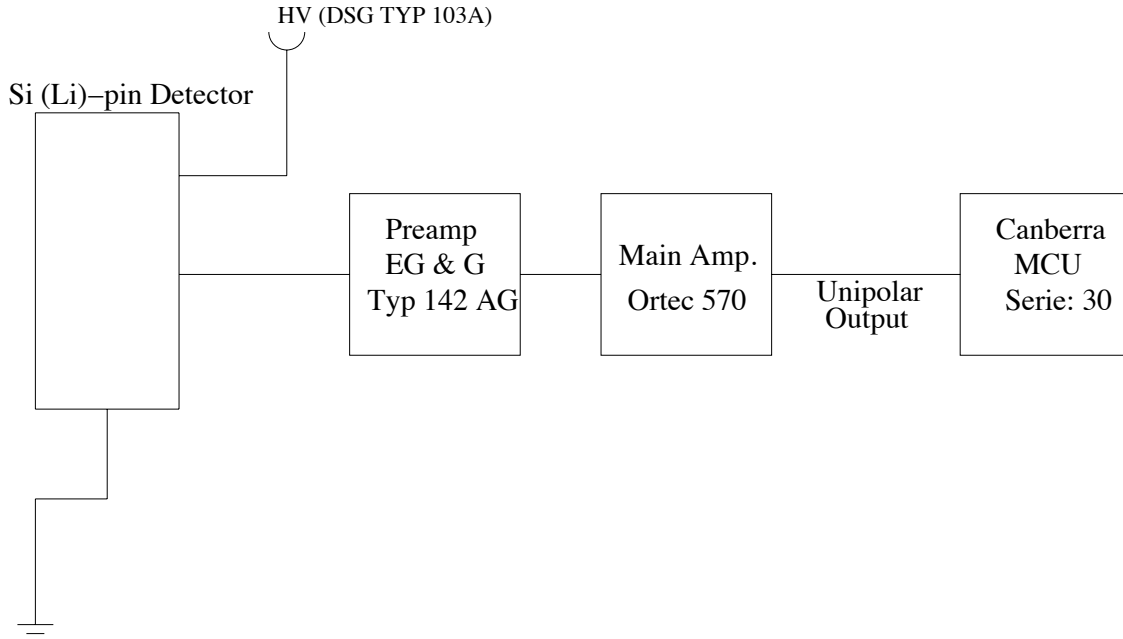 HV (DSG TYP 103A)
Si (Li)−pin Detector
Preamp
EG & G
Typ 142 AG
Main Amp.
Ortec 570
Unipolar
Output
Canberra
MCU
Serie: 30